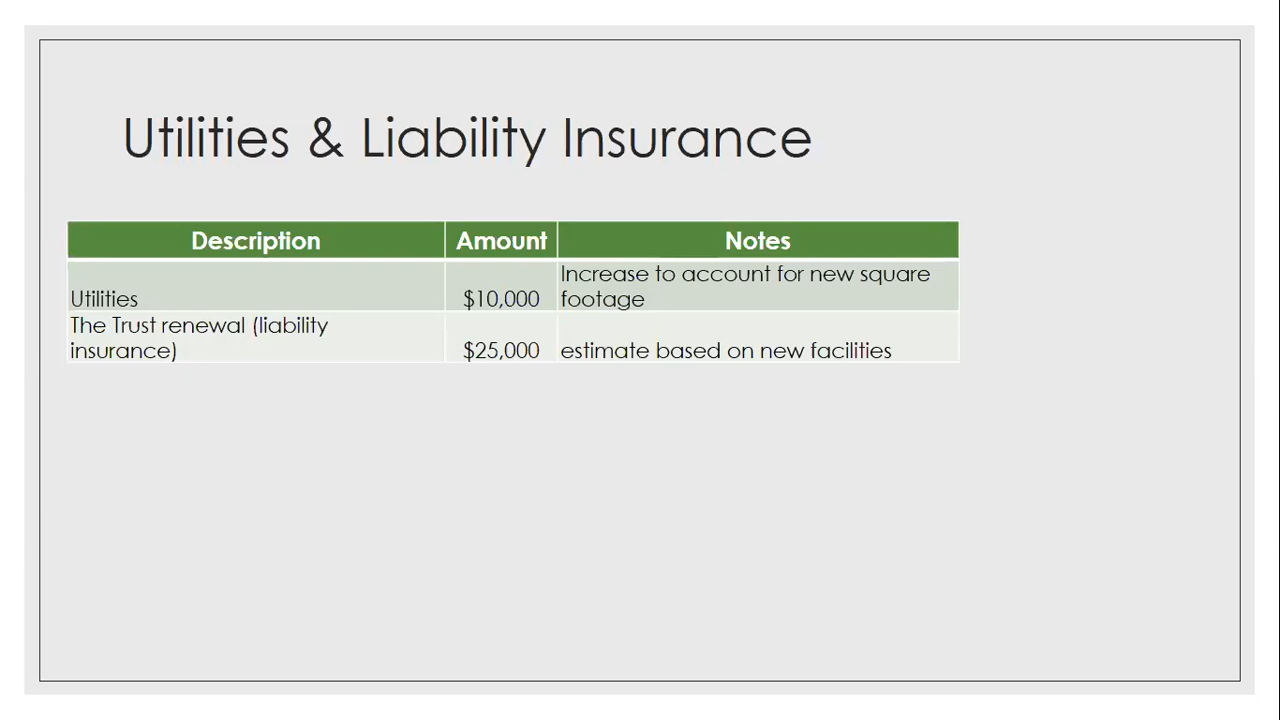 Utilities & Liability Insurance
Description Amount Notes
Increase to account for new square
Utilities $10,000 footage
The Trust renewal (liability
insurance) $25,000 estimate based on new facilities